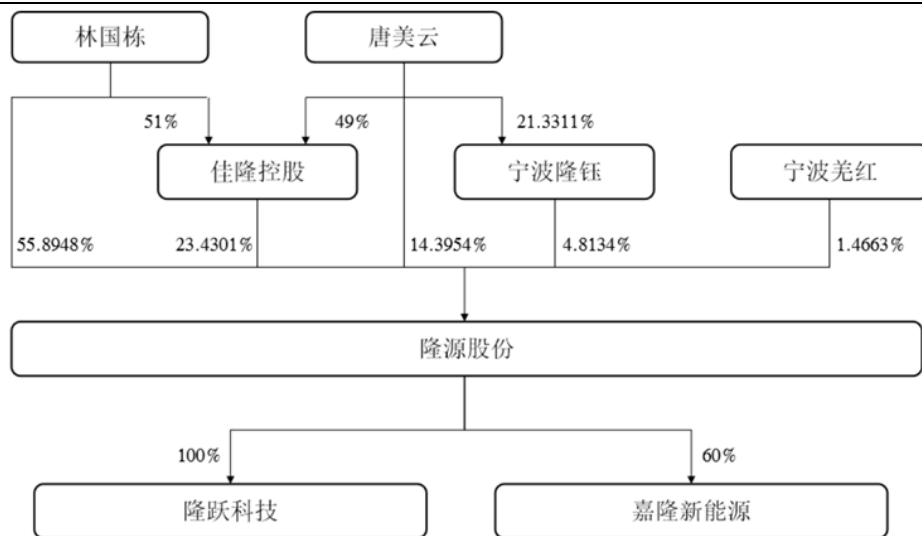 林国栋
唐美云
51%
49%
21.3311%
佳隆控股
宁波隆钰
宁波羌红
55.8948%
23.4301%
14.3954%
4.8134%
1.4663%
隆源股份
100%
60%
隆跃科技
嘉隆新能源